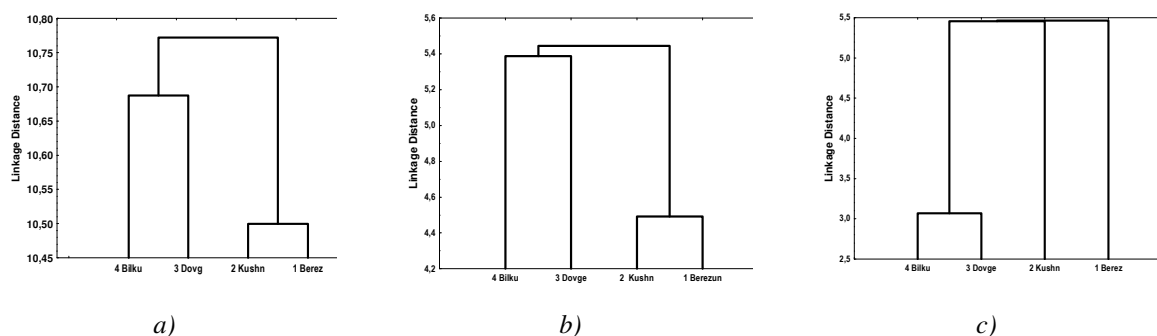 10,80
10,75
10,70
10,65
10,60
10,55
10,50
10,45
Linkage Distance
4 Bilku 3 Dovg 2 Kushn 1 Berez
a)
5,6
5,4
5,2
5,0
4,8
4,6
4,4
4,2
Linkage Distance
4 Bilku 3 Dovge 2 Kushn 1 Berezun
b)
5,5
5,0
4,5
4,0
3,5
3,0
2,5
Linkage Distance
4 Bilku 3 Dovge 2 Kushn 1 Berez
c)